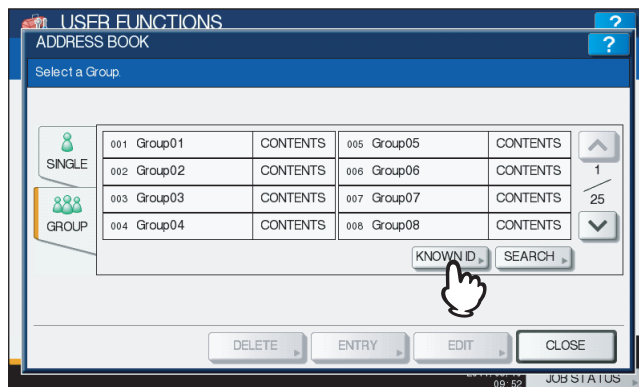 USER FUNCTIONS ?
ADDRESS BOOK ?
Select a Group.
SINGLE
GROUP
001 Group01 CONTENTS 005 Group05 CONTENTS
002 Group02 CONTENTS 006 Group06 CONTENTS
003 Group03 CONTENTS 007 Group07 CONTENTS
004 Group04 CONTENTS 008 Group08 CONTENTS
1
25
KNOWN ID SEARCH
DELETE ENTRY EDIT CLOSE
09:52 JOB STATUS